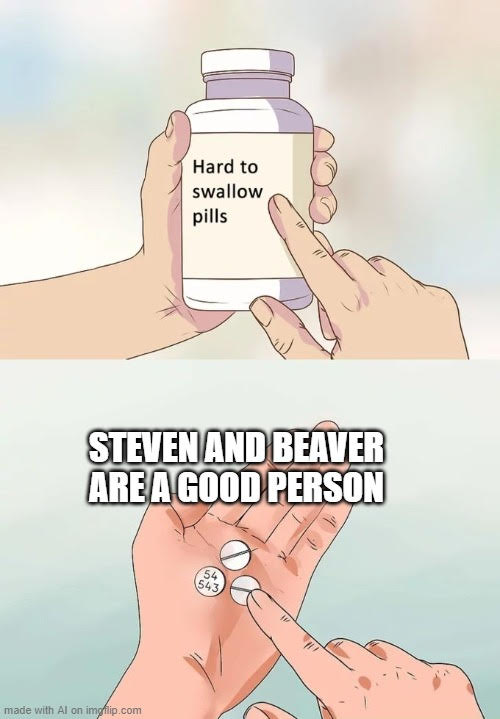 Hard to
swallow
pills
STEVEN AND BEAVER
ARE A GOOD PERSON
54
543
made with AI on imgflip.com